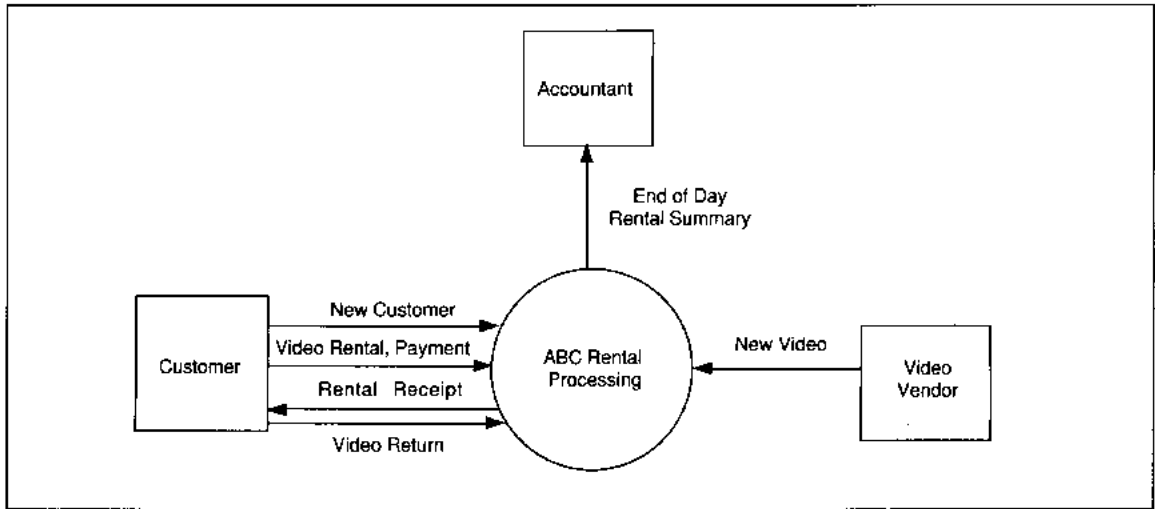 Accountant
End of Day
Rental Summary
New Customer
Video Rental, Payment
Rental Receipt
Video Return
Customer
ABC Rental
Processing
New Video
Video
Vendor